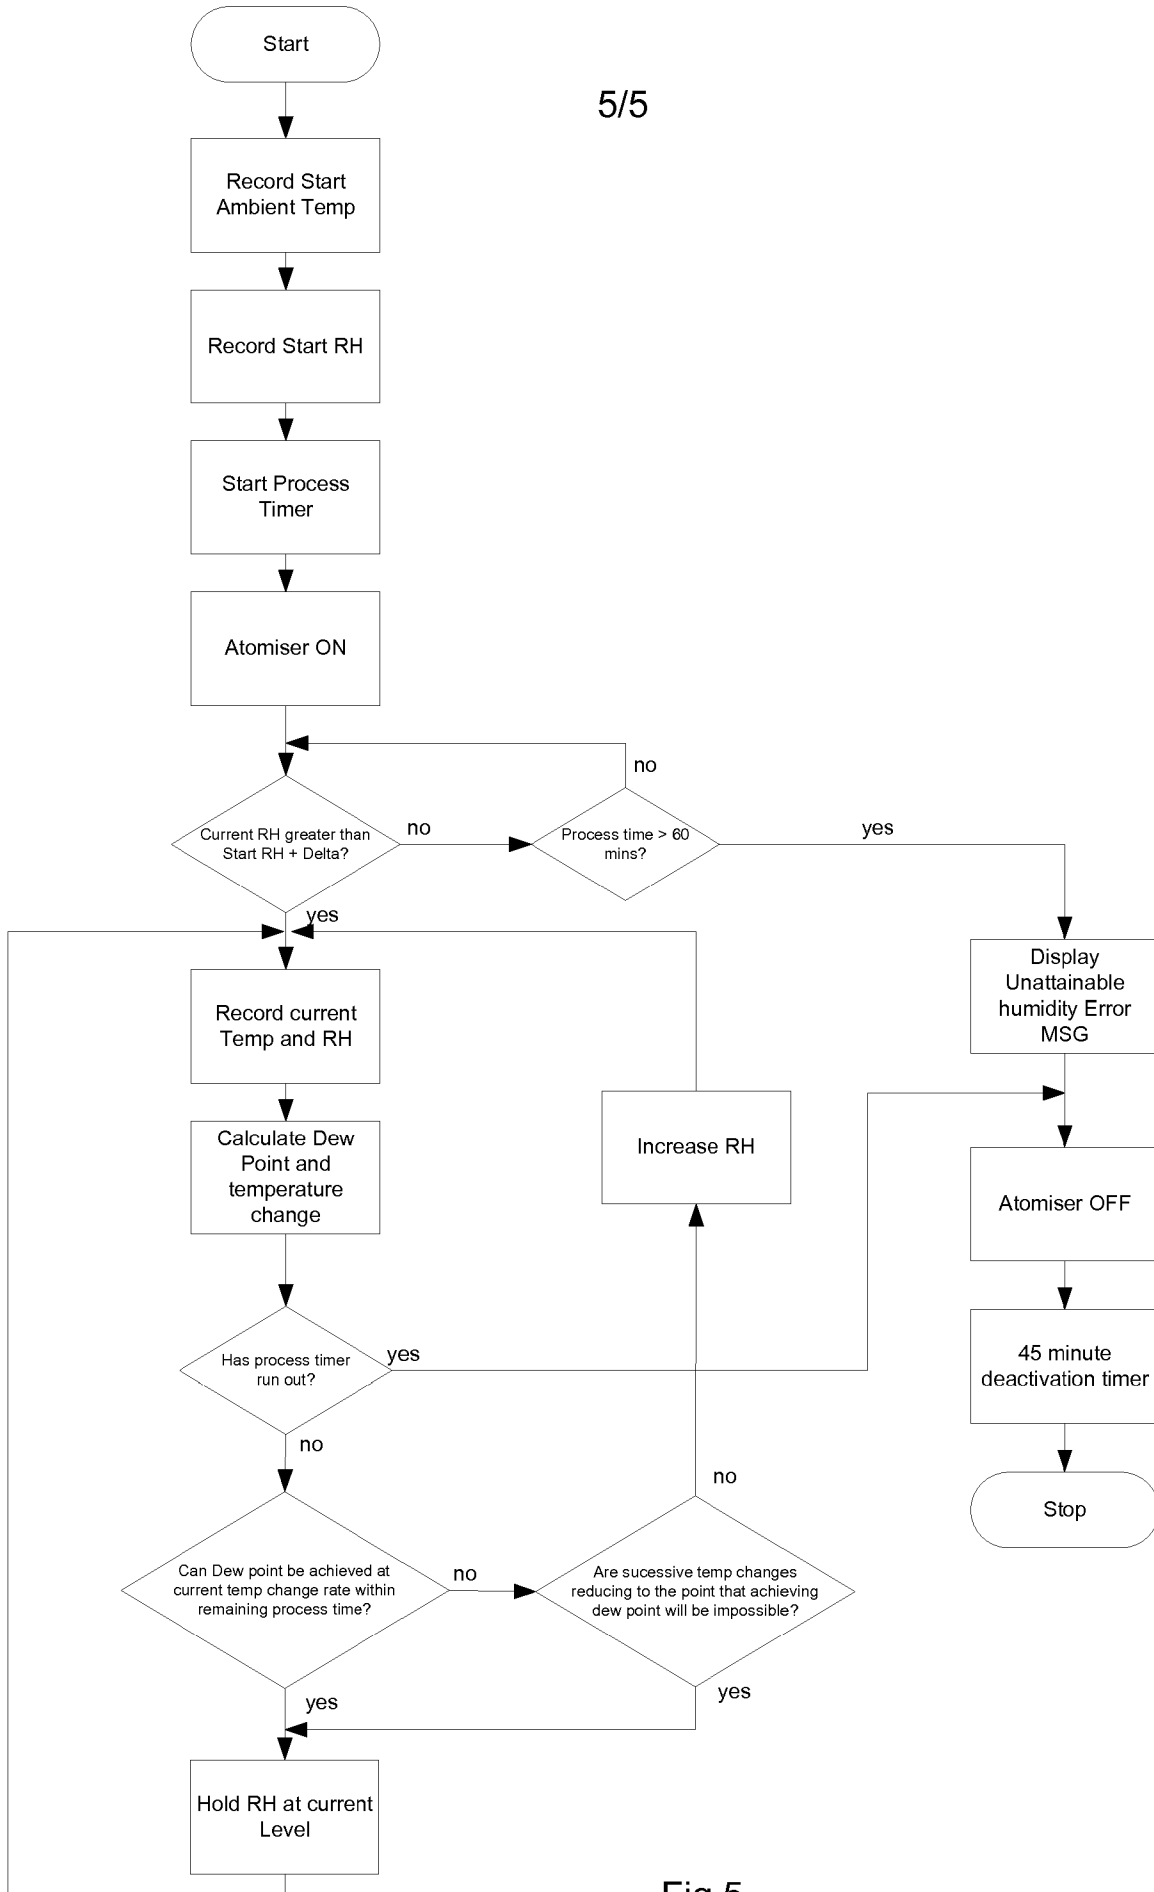 Start
5/5
Record Start
Ambient Temp
Record Start RH
Start Process
Timer
Atomiser ON
no
Current RH greater than
Start RH + Delta?
no
Process time > 60
mins?
yes
yes
Display
Unattainable
humidity Error
MSG
Record current
Temp and RH
Increase RH
Calculate Dew
Point and
temperature
change
Atomiser OFF
Has process timer
run out?
yes
45 minute
deactivation timer
no
no
Stop
Can Dew point be achieved at
current temp change rate within
remaining process time?
no
Are sucessive temp changes
reducing to the point that achieving
dew point will be impossible?
yes
yes
Hold RH at current
Level
Fig 5